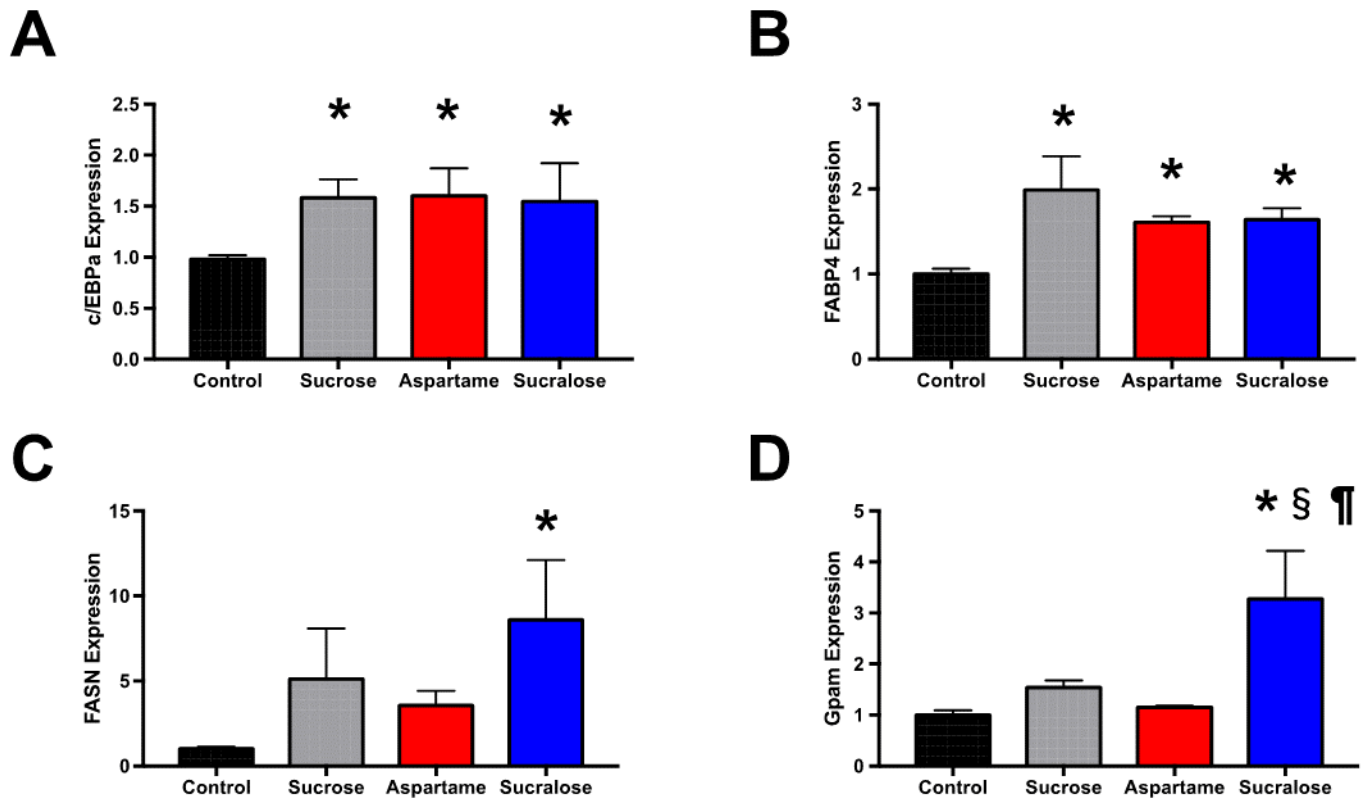 A
c/EBPa Expression
2.5
2.0
1.5
1.0
0.5
0.0
* * *
Control Sucrose Aspartame Sucralose
B
FABP4 Expression
3
2
1
0
* * *
Control Sucrose Aspartame Sucralose
C
FASN Expression
15
10
5
0
*
Control Sucrose Aspartame Sucralose
D
Gpam Expression
5
4
3
2
1
0
* § ¶
Control Sucrose Aspartame Sucralose